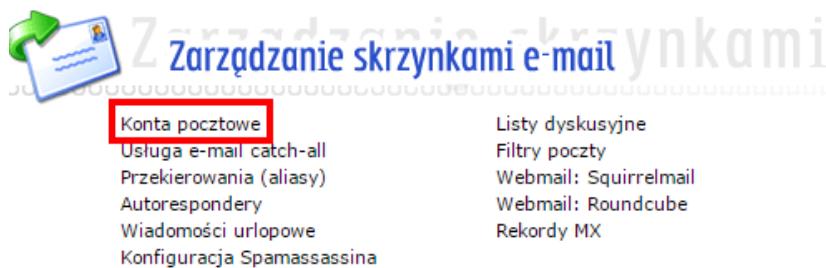 Zarządzanie skrzynkami e-mail
Konta pocztowe
Usługa e-mail catch-all
Przekierowania (aliasy)
Autorespondery
Wiadomości urlopowe
Konfiguracja Spamassassina
Listy dyskusyjne
Filtry poczty
Webmail: Squirrelmail
Webmail: Roundcube
Rekordy MX